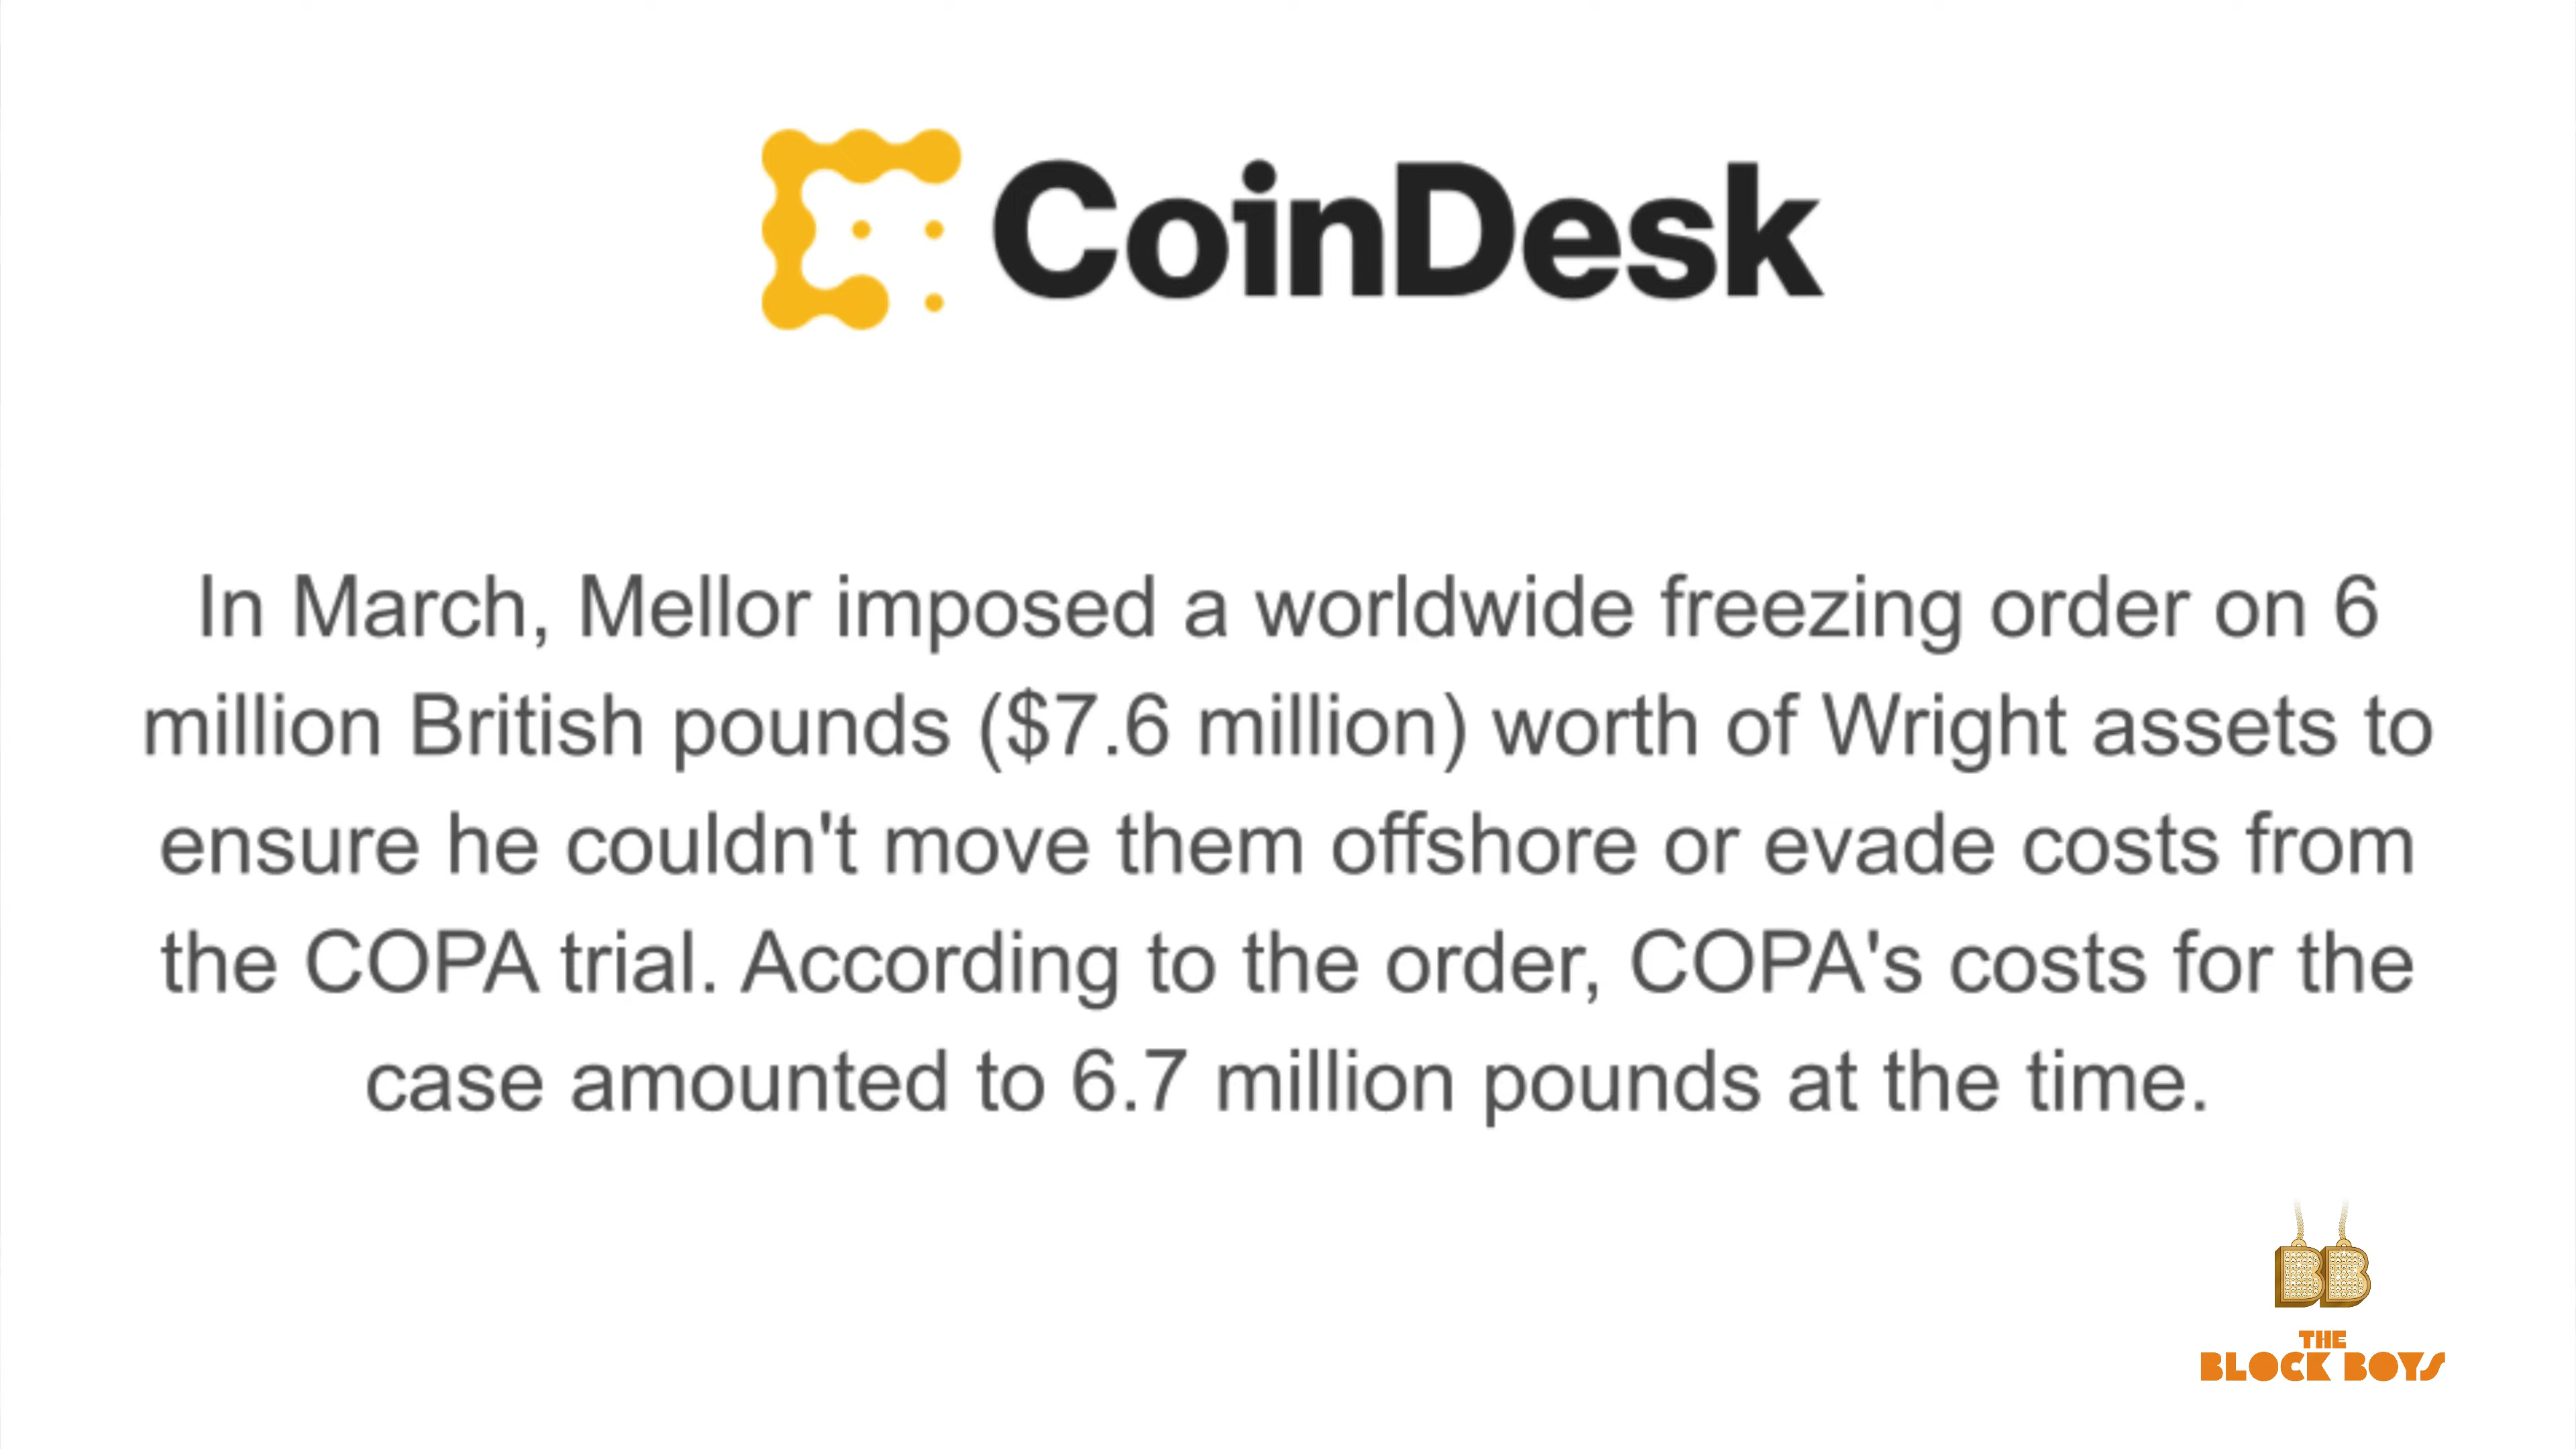 CoinDesk
In March, Mellor imposed a worldwide freezing order on 6
million British pounds ($7.6 million) worth of Wright assets to
ensure he couldn't move them offshore or evade costs from
the COPA trial. According to the order, COPA's costs for the
case amounted to 6.7 million pounds at the time.
BB
THE
BLOCK BOYS